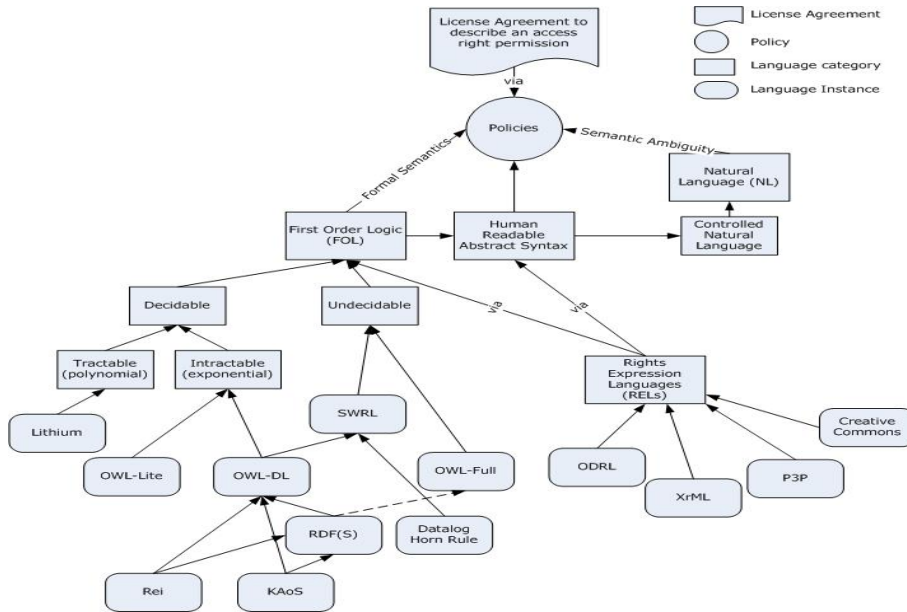 License Agreement to
describe an access
right permission
License Agreement
Policy
Language category
Language Instance
via
Policies
Formal Semantics
Semantic Ambiguity
Natural
Language (NL)
First Order Logic
(FOL)
Human
Readable
Abstract Syntax
Controlled
Natural
Language
Decidable
Undecidable
via
via
Tractable
(polynomial)
Intractable
(exponential)
Rights
Expression
Languages
(RELs)
Lithium
SWRL
Creative
Commons
OWL-Lite
OWL-DL
OWL-Full
ODRL
XrML
P3P
RDF(S)
Datalog
Horn Rule
Rei
KAoS